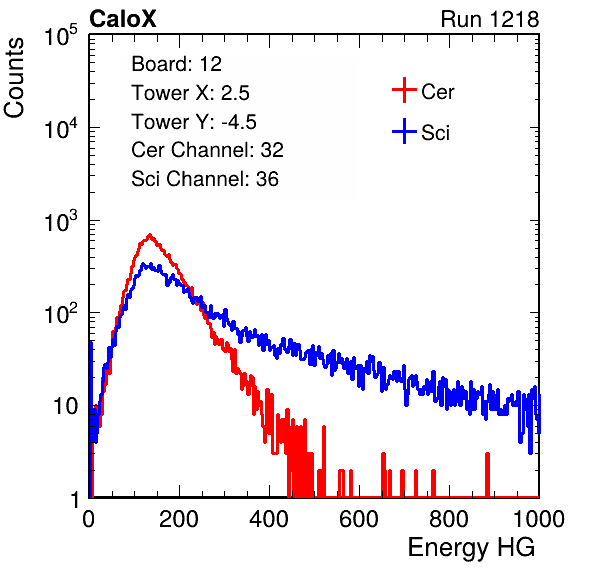 CaloX Run 1218
Counts
Board: 12
Tower X: 2.5
Tower Y: -4.5
Cer Channel: 32
Sci Channel: 36
Cer
Sci
10^5
10^4
10^3
10^2
10
1
0 200 400 600 800 1000
Energy HG